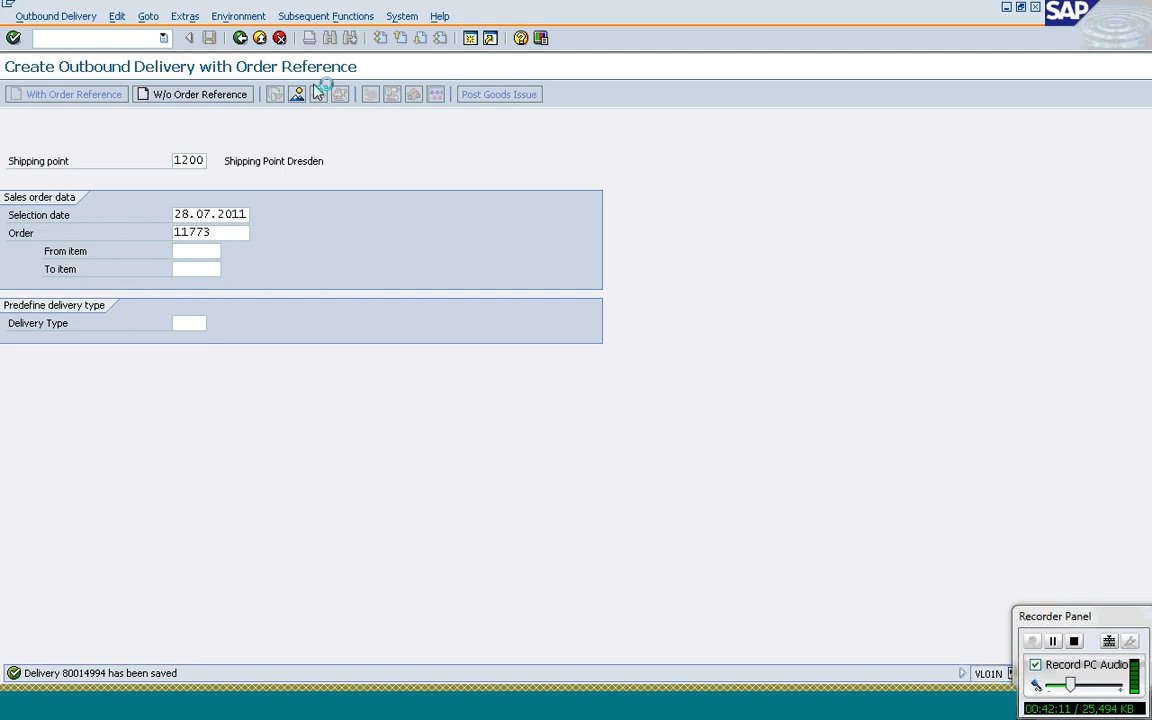 Outbound Delivery Edit Goto Extras Environment Subsequent Functions System Help
SAP
Create Outbound Delivery with Order Reference
With Order Reference W/o Order Reference Post Goods Issue
Shipping point 1200 Shipping Point Dresden
Sales order data
Selection date 28.07.2011
Order 11773
From item
To item
Predefine delivery type
Delivery Type
Recorder Panel
Record PC Audio
Delivery 80014994 has been saved VL01N
00:42:11 / 25,494 KB